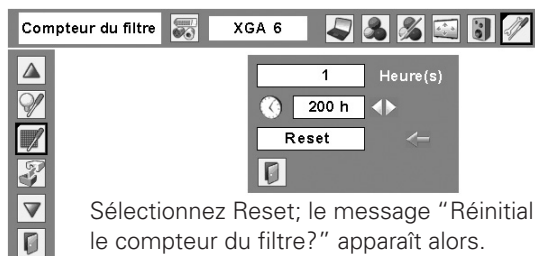 Compteur du filtre XGA 6
1 Heure(s)
200 h
Reset
Sélectionnez Reset; le message “Réinitial
le compteur du filtre?” apparaît alors.